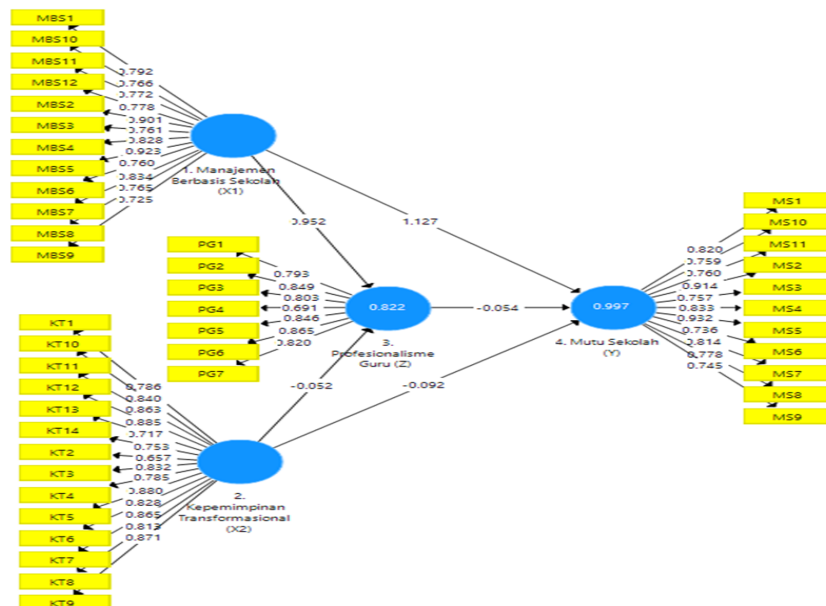 MBS1
MBS10
MBS11
MBS12
MBS2
MBS3
MBS4
MBS5
MBS6
MBS7
MBS8
MBS9
0.792
0.766
0.772
0.778
0.901
0.761
0.828
0.923
0.760
0.834
0.765
0.725
1. Manajemen
Berbasis Sekolah
(X1)
0.952
1.127
PG1
PG2
PG3
PG4
PG5
PG6
PG7
0.793
0.849
0.803
0.691
0.846
0.865
0.820
0.822
3.
Profesionalisme
Guru (Z)
-0.054
-0.052
-0.092
0.997
4. Mutu Sekolah
(Y)
MS1
MS10
MS11
MS2
MS3
MS4
MS5
MS6
MS7
MS8
MS9
0.820
0.759
0.760
0.914
0.757
0.833
0.932
0.736
0.814
0.778
0.745
KT1
KT10
KT11
KT12
KT13
KT14
KT2
KT3
KT4
KT5
KT6
KT7
KT8
KT9
0.786
0.840
0.863
0.885
0.717
0.753
0.657
0.832
0.785
0.880
0.828
0.865
0.813
0.871
2.
Kepemimpinan
Transformasional
(X2)